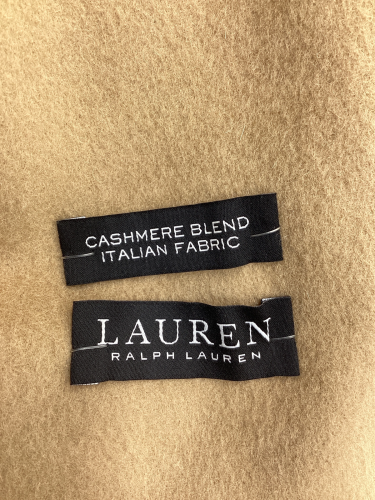 CASHMERE BLEND
ITALIAN FABRIC
LAUREN
RALPH LAUREN